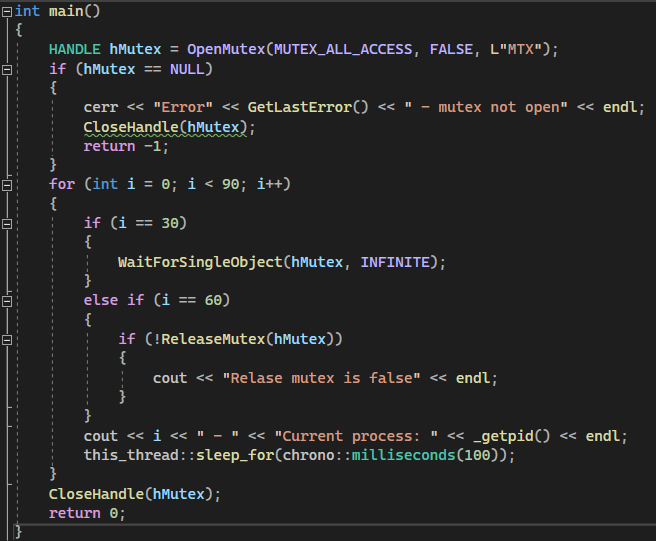 int main()
{
    HANDLE hMutex = OpenMutex(MUTEX_ALL_ACCESS, FALSE, L"MTX");
    if (hMutex == NULL)
    {
        cerr << "Error" << GetLastError() << " - mutex not open" << endl;
        CloseHandle(hMutex);
        return -1;
    }
    for (int i = 0; i < 90; i++)
    {
        if (i == 30)
        {
            WaitForSingleObject(hMutex, INFINITE);
        }
        else if (i == 60)
        {
            if (!ReleaseMutex(hMutex))
            {
                cout << "Relase mutex is false" << endl;
            }
        }
        cout << i << " - " << "Current process: " << _getpid() << endl;
        this_thread::sleep_for(chrono::milliseconds(100));
    }
    CloseHandle(hMutex);
    return 0;
}